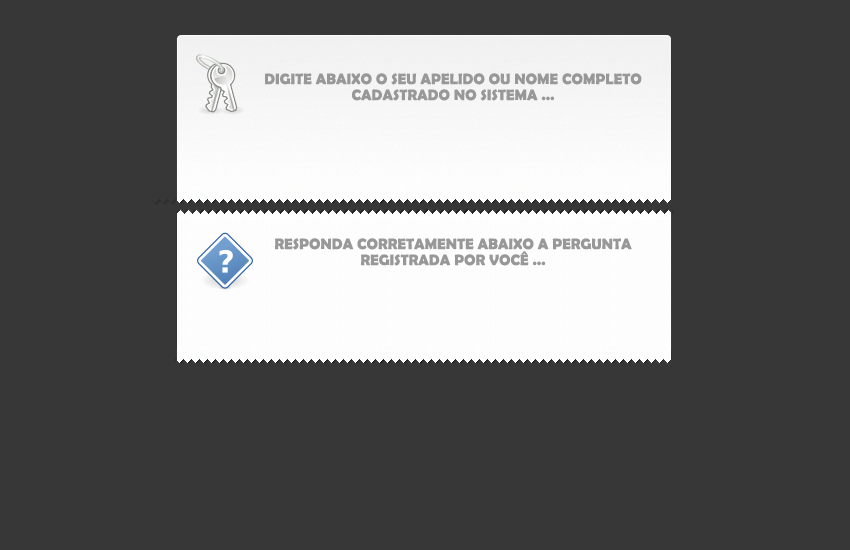 DIGITE ABAIXO O SEU APELIDO OU NOME COMPLETO
CADASTRADO NO SISTEMA ...
RESPONDA CORRETAMENTE ABAIXO A PERGUNTA
REGISTRADA POR VOCÊ ...
?